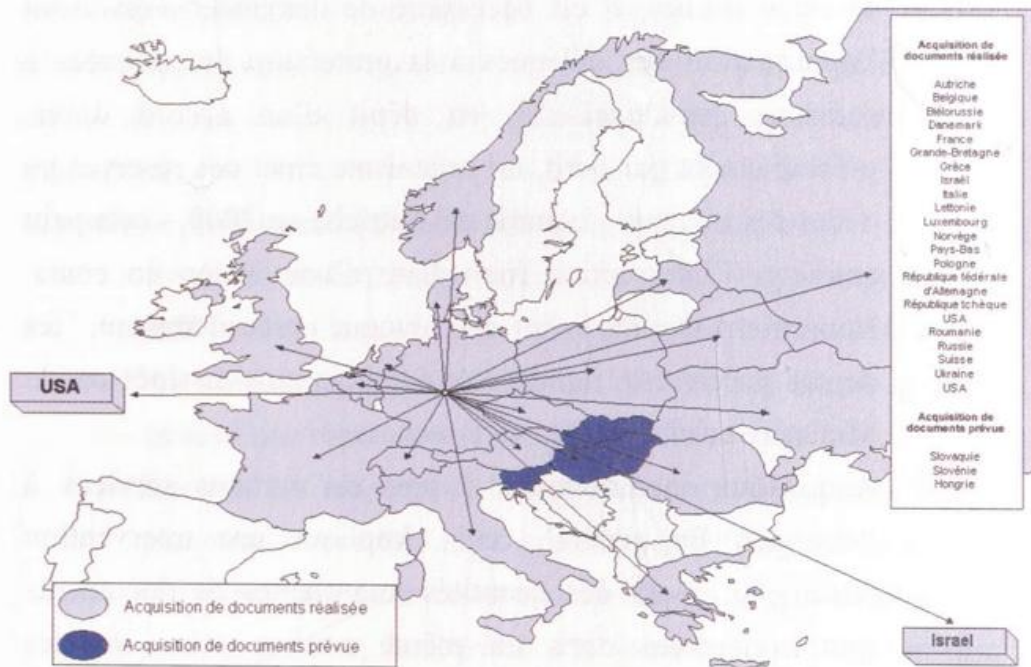 Acquisition de
documents réalisée
Autriche
Belgique
Biélorussie
Danemark
France
Grande-Bretagne
Grèce
Israël
Italie
Lettonie
Luxembourg
Norvège
Pays-Bas
Pologne
République fédérale
d'Allemagne
République tchèque
USA
Roumanie
Russie
Suisse
Ukraine
USA
Acquisition de
documents prévue
Slovaquie
Slovénie
Hongrie
USA
Israel
Acquisition de documents réalisée
Acquisition de documents prévue